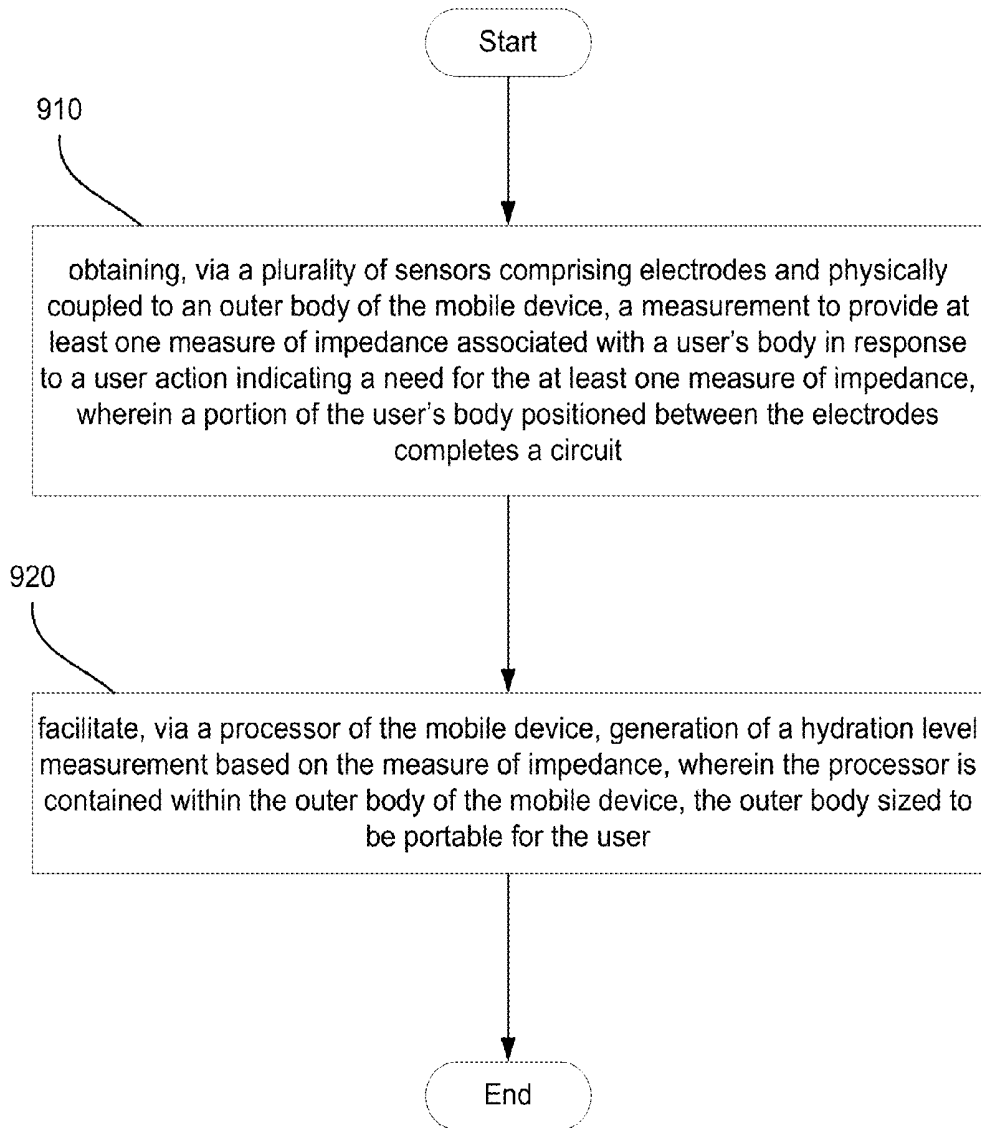 Start
910
obtaining, via a plurality of sensors comprising electrodes and physically
coupled to an outer body of the mobile device, a measurement to provide at
least one measure of impedance associated with a user's body in response
to a user action indicating a need for the at least one measure of impedance,
wherein a portion of the user's body positioned between the electrodes
completes a circuit
920
facilitate, via a processor of the mobile device, generation of a hydration level
measurement based on the measure of impedance, wherein the processor is
contained within the outer body of the mobile device, the outer body sized to
be portable for the user
End